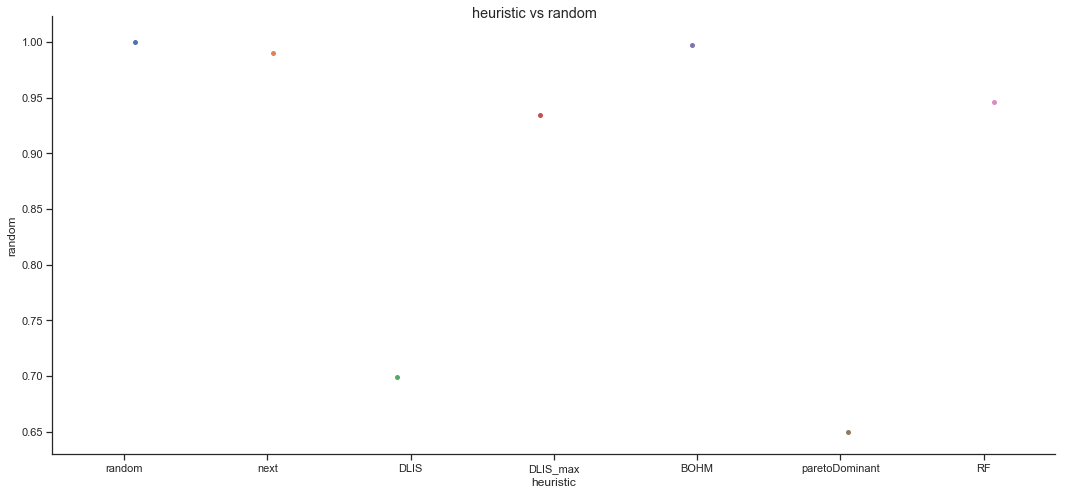 heuristic vs random
1.00
0.95
0.90
0.85
0.80
0.75
0.70
0.65
random
random next DLIS DLIS_max BOHM paretoDominant RF
heuristic